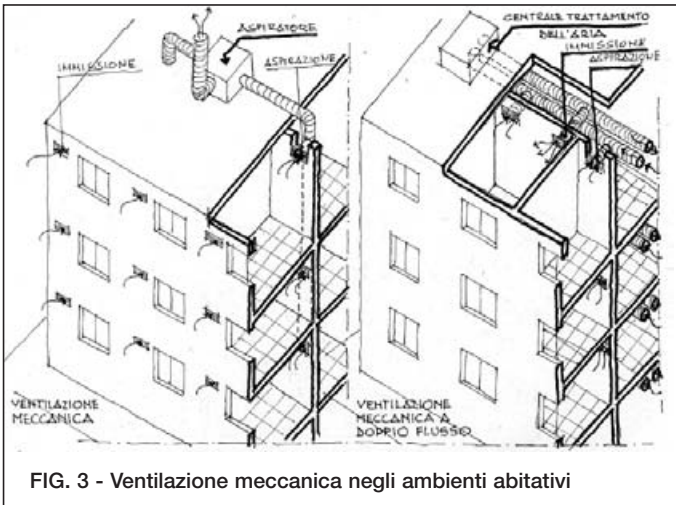 ASPIRATORE
IMMISSIONE
ASPIRAZIONE
VENTILAZIONE
MECCANICA
CENTRALE TRATTAMENTO
DELL'ARIA
IMMISSIONE
ASPIRAZIONE
VENTILAZIONE
MECCANICA A
DOPPIO FLUSSO
FIG. 3 - Ventilazione meccanica negli ambienti abitativi